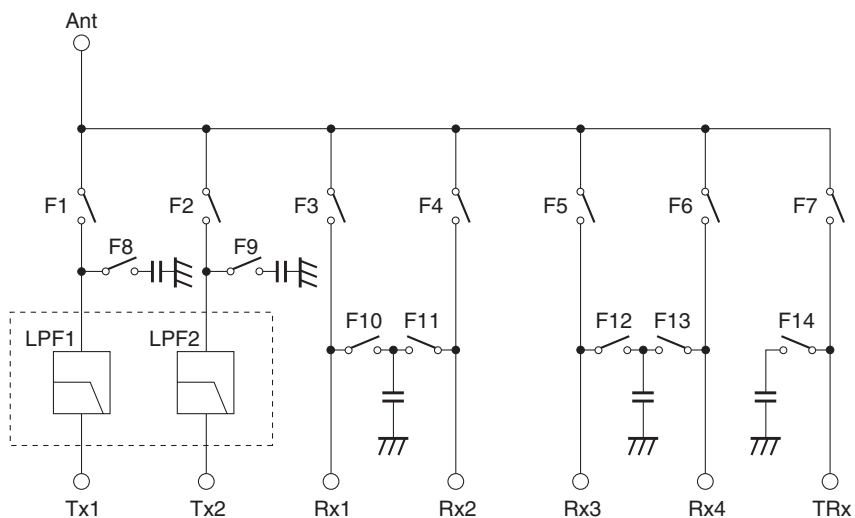 Ant
F1 F2 F3 F4 F5 F6 F7
F8 F9
F10 F11 F12 F13 F14
LPF1 LPF2
Tx1 Tx2 Rx1 Rx2 Rx3 Rx4 TRx